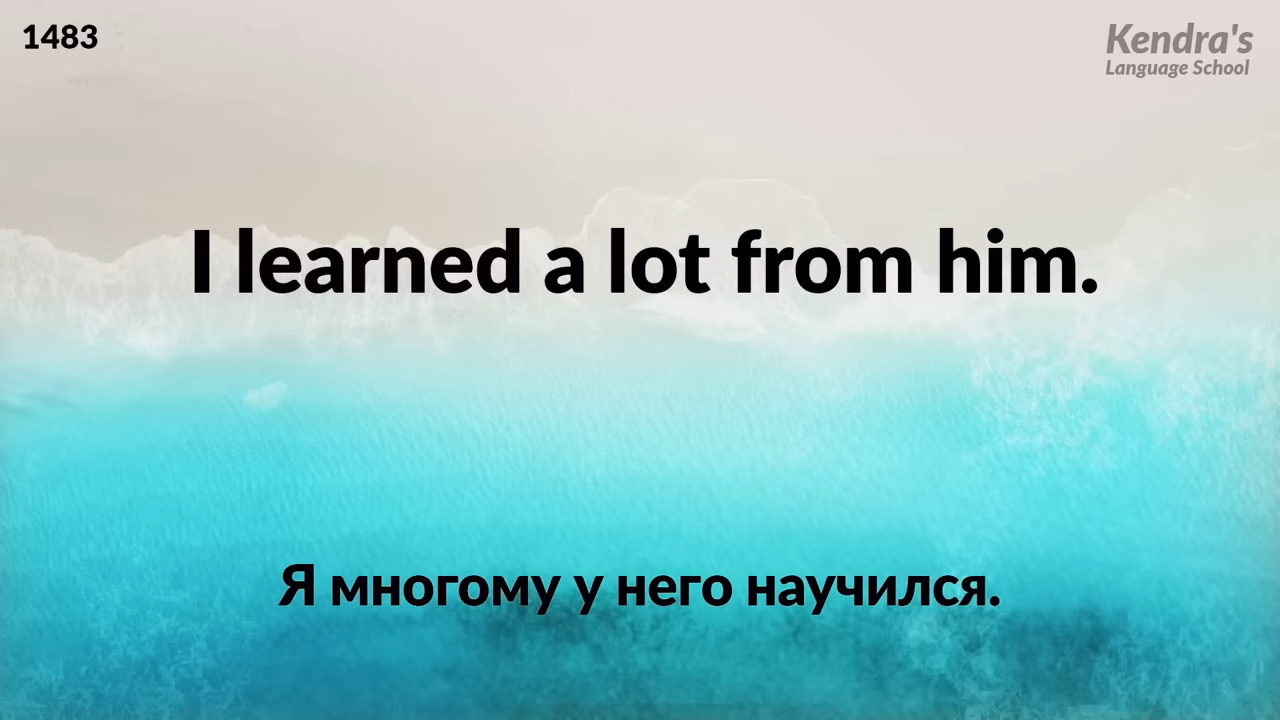 1483
Kendra's
Language School
I learned a lot from him.
Я многому у него научился.